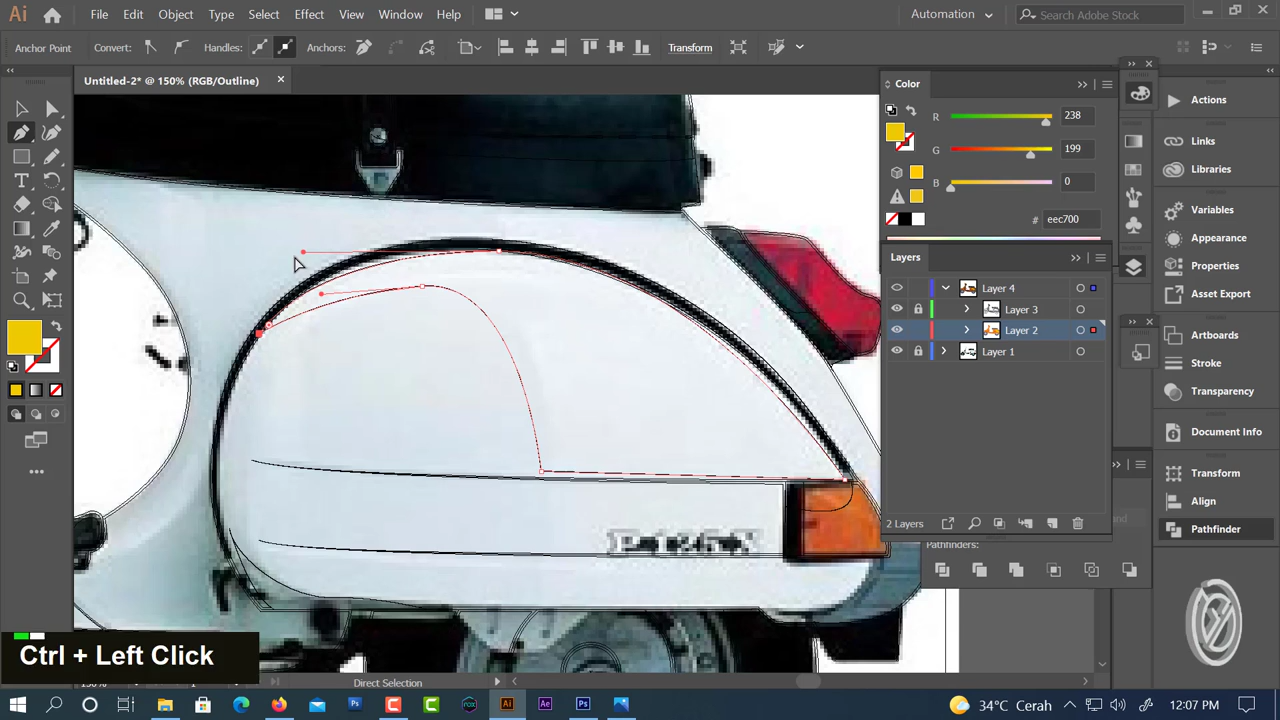 Ai
File
Edit
Object
Type
Select
Effect
View
Window
Help
Automation
Search Adobe Stock
Anchor Point
Convert:
Handles:
Anchors:
Transform
Untitled-2* @ 150% (RGB/Outline)
×
Color
R
238
G
199
B
0
#
eec700
Layers
Layer 4
Layer 3
Layer 2
Layer 1
2 Layers
Pathfinders:
Actions
Links
Libraries
Variables
Appearance
Properties
Asset Export
Artboards
Stroke
Transparency
Document Info
Transform
Align
Pathfinder
Ctrl + Left Click
Direct Selection
34°C Cerah
12:07 PM